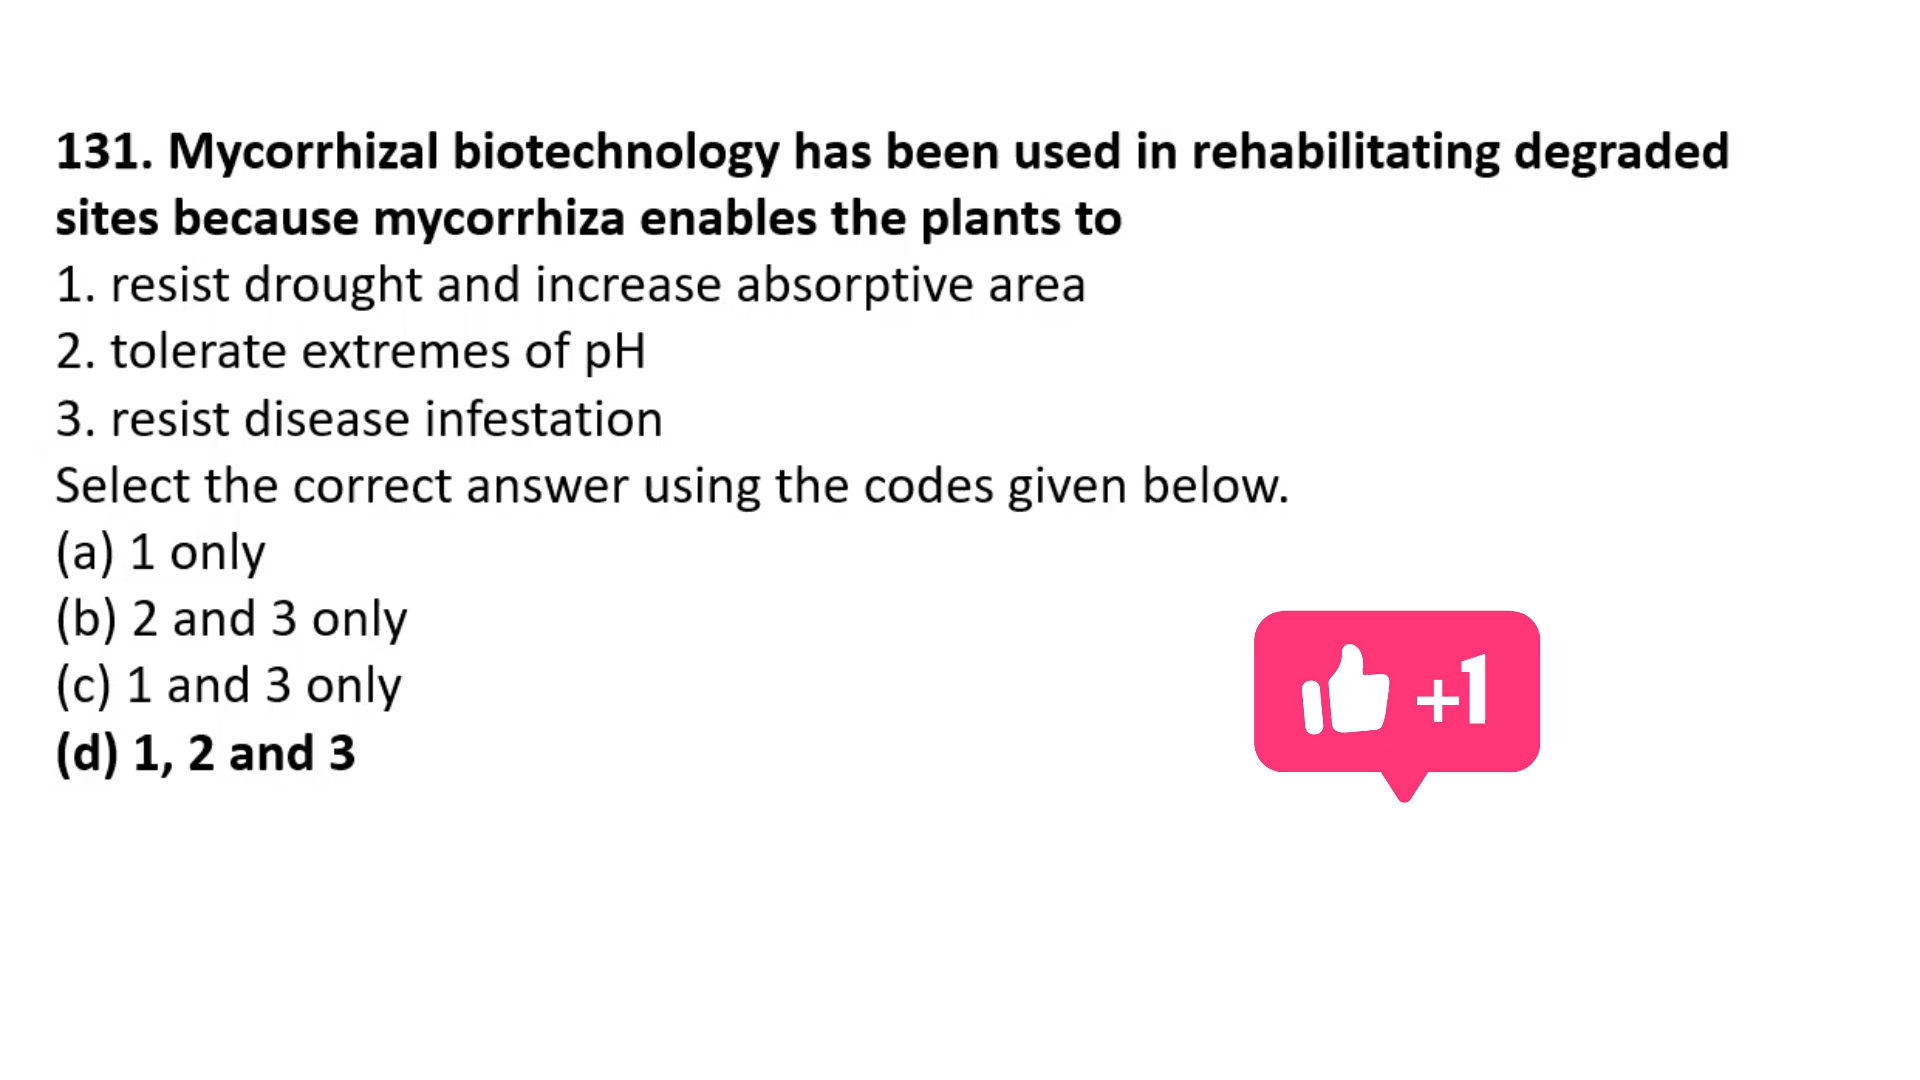 131. Mycorrhizal biotechnology has been used in rehabilitating degraded
sites because mycorrhiza enables the plants to
1. resist drought and increase absorptive area
2. tolerate extremes of pH
3. resist disease infestation
Select the correct answer using the codes given below.
(a) 1 only
(b) 2 and 3 only
(c) 1 and 3 only
(d) 1, 2 and 3
+1